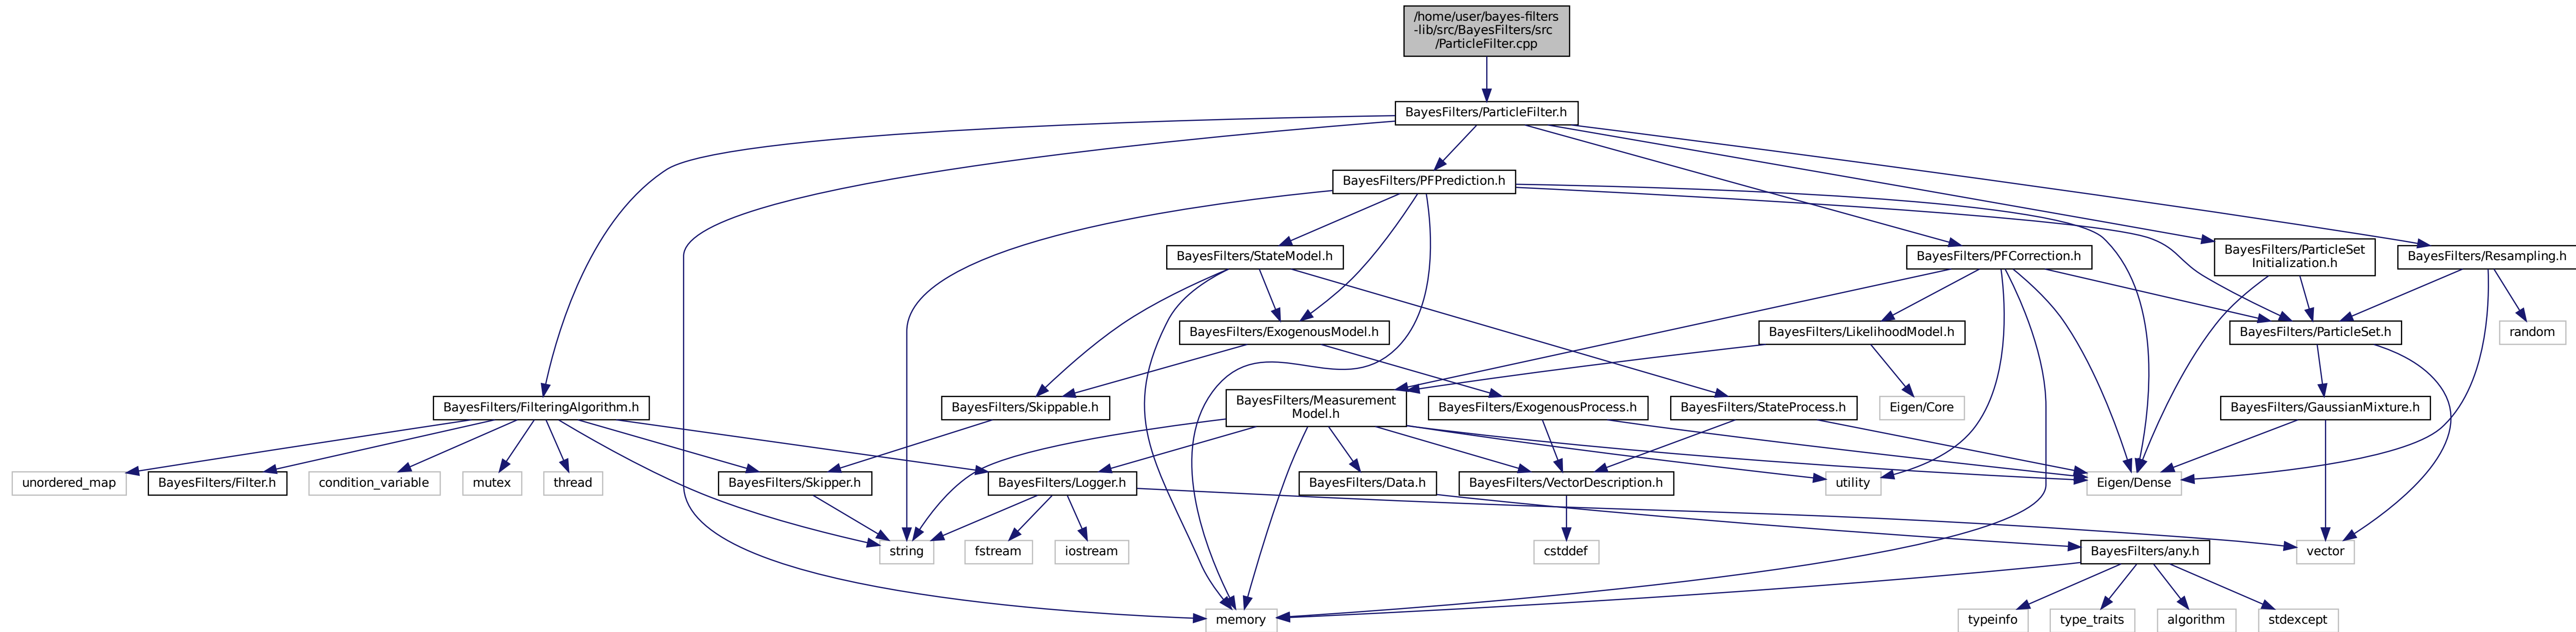 /home/user/bayes-filters
-lib/src/BayesFilters/src
/ParticleFilter.cpp
BayesFilters/ParticleFilter.h
BayesFilters/PFPrediction.h
BayesFilters/StateModel.h
BayesFilters/PFCorrection.h
BayesFilters/ParticleSet
Initialization.h
BayesFilters/Resampling.h
BayesFilters/ExogenousModel.h
BayesFilters/LikelihoodModel.h
BayesFilters/ParticleSet.h
random
BayesFilters/FilteringAlgorithm.h
BayesFilters/Skippable.h
BayesFilters/Measurement
Model.h
BayesFilters/ExogenousProcess.h
BayesFilters/StateProcess.h
Eigen/Core
BayesFilters/GaussianMixture.h
unordered_map
BayesFilters/Filter.h
condition_variable
mutex
thread
BayesFilters/Skipper.h
BayesFilters/Logger.h
BayesFilters/Data.h
BayesFilters/VectorDescription.h
utility
Eigen/Dense
string
fstream
iostream
cstddef
BayesFilters/any.h
vector
memory
typeinfo
type_traits
algorithm
stdexcept